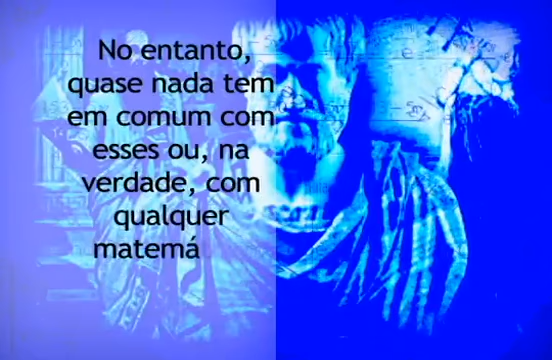 No entanto,
quase nada tem
em comum com
esses ou, na
verdade, com
qualquer
matemá